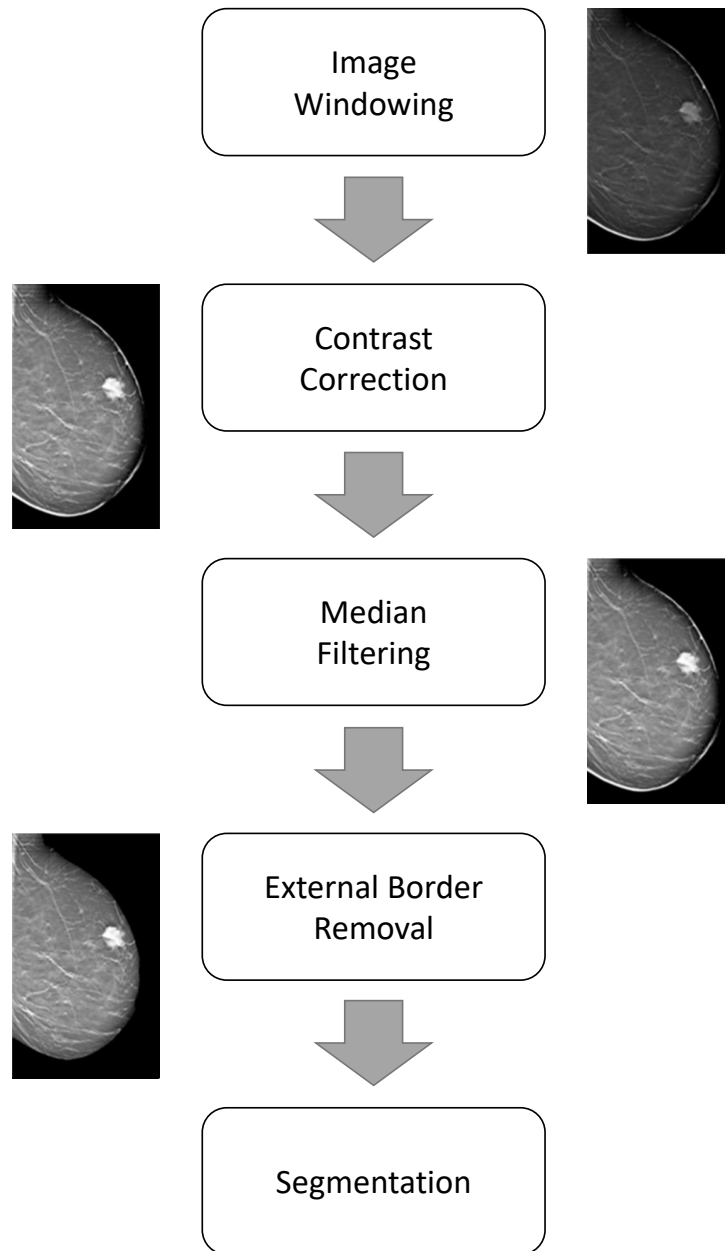 Image
Windowing
Contrast
Correction
Median
Filtering
External Border
Removal
Segmentation